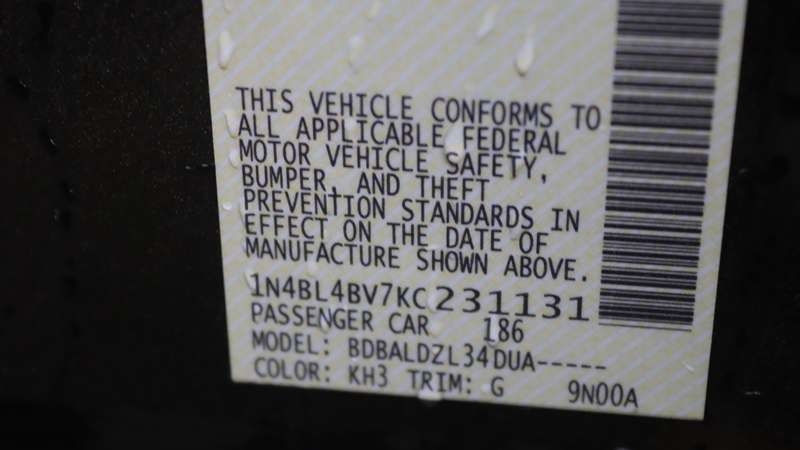 THIS VEHICLE CONFORMS TO
ALL APPLICABLE FEDERAL
MOTOR VEHICLE SAFETY,
BUMPER, AND THEFT
PREVENTION STANDARDS IN
EFFECT ON THE DATE OF
MANUFACTURE SHOWN ABOVE.
1N4BL4BV7KC231131
PASSENGER CAR 186
MODEL: BDBALDZL34DUA-----
COLOR: KH3 TRIM: G 9N00A